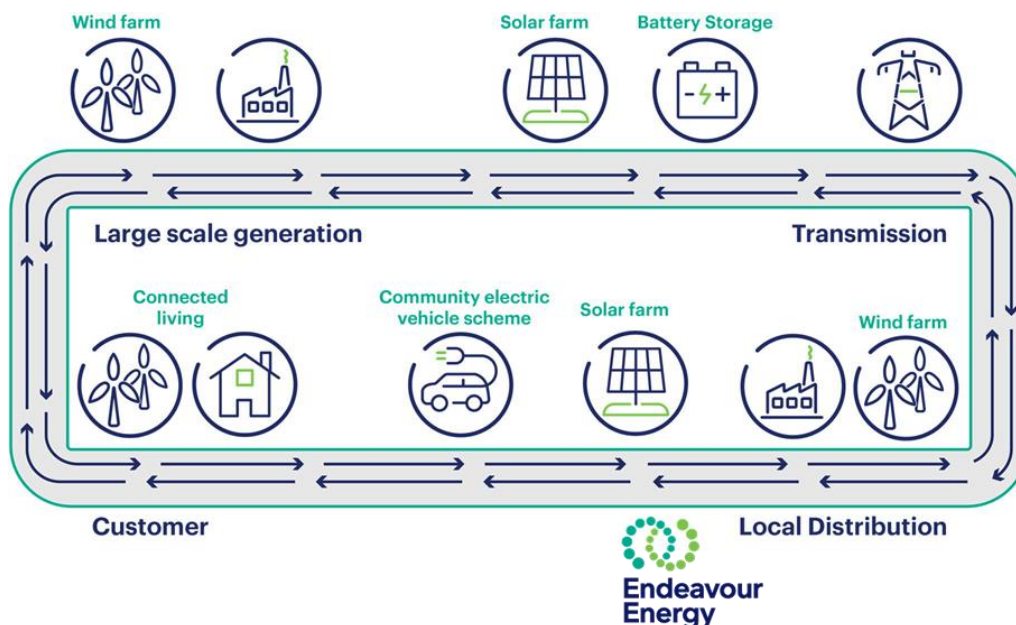 Wind farm
Solar farm
Battery Storage
Large scale generation
Transmission
Connected
living
Community electric
vehicle scheme
Solar farm
Wind farm
Customer
Local Distribution
Endeavour
Energy